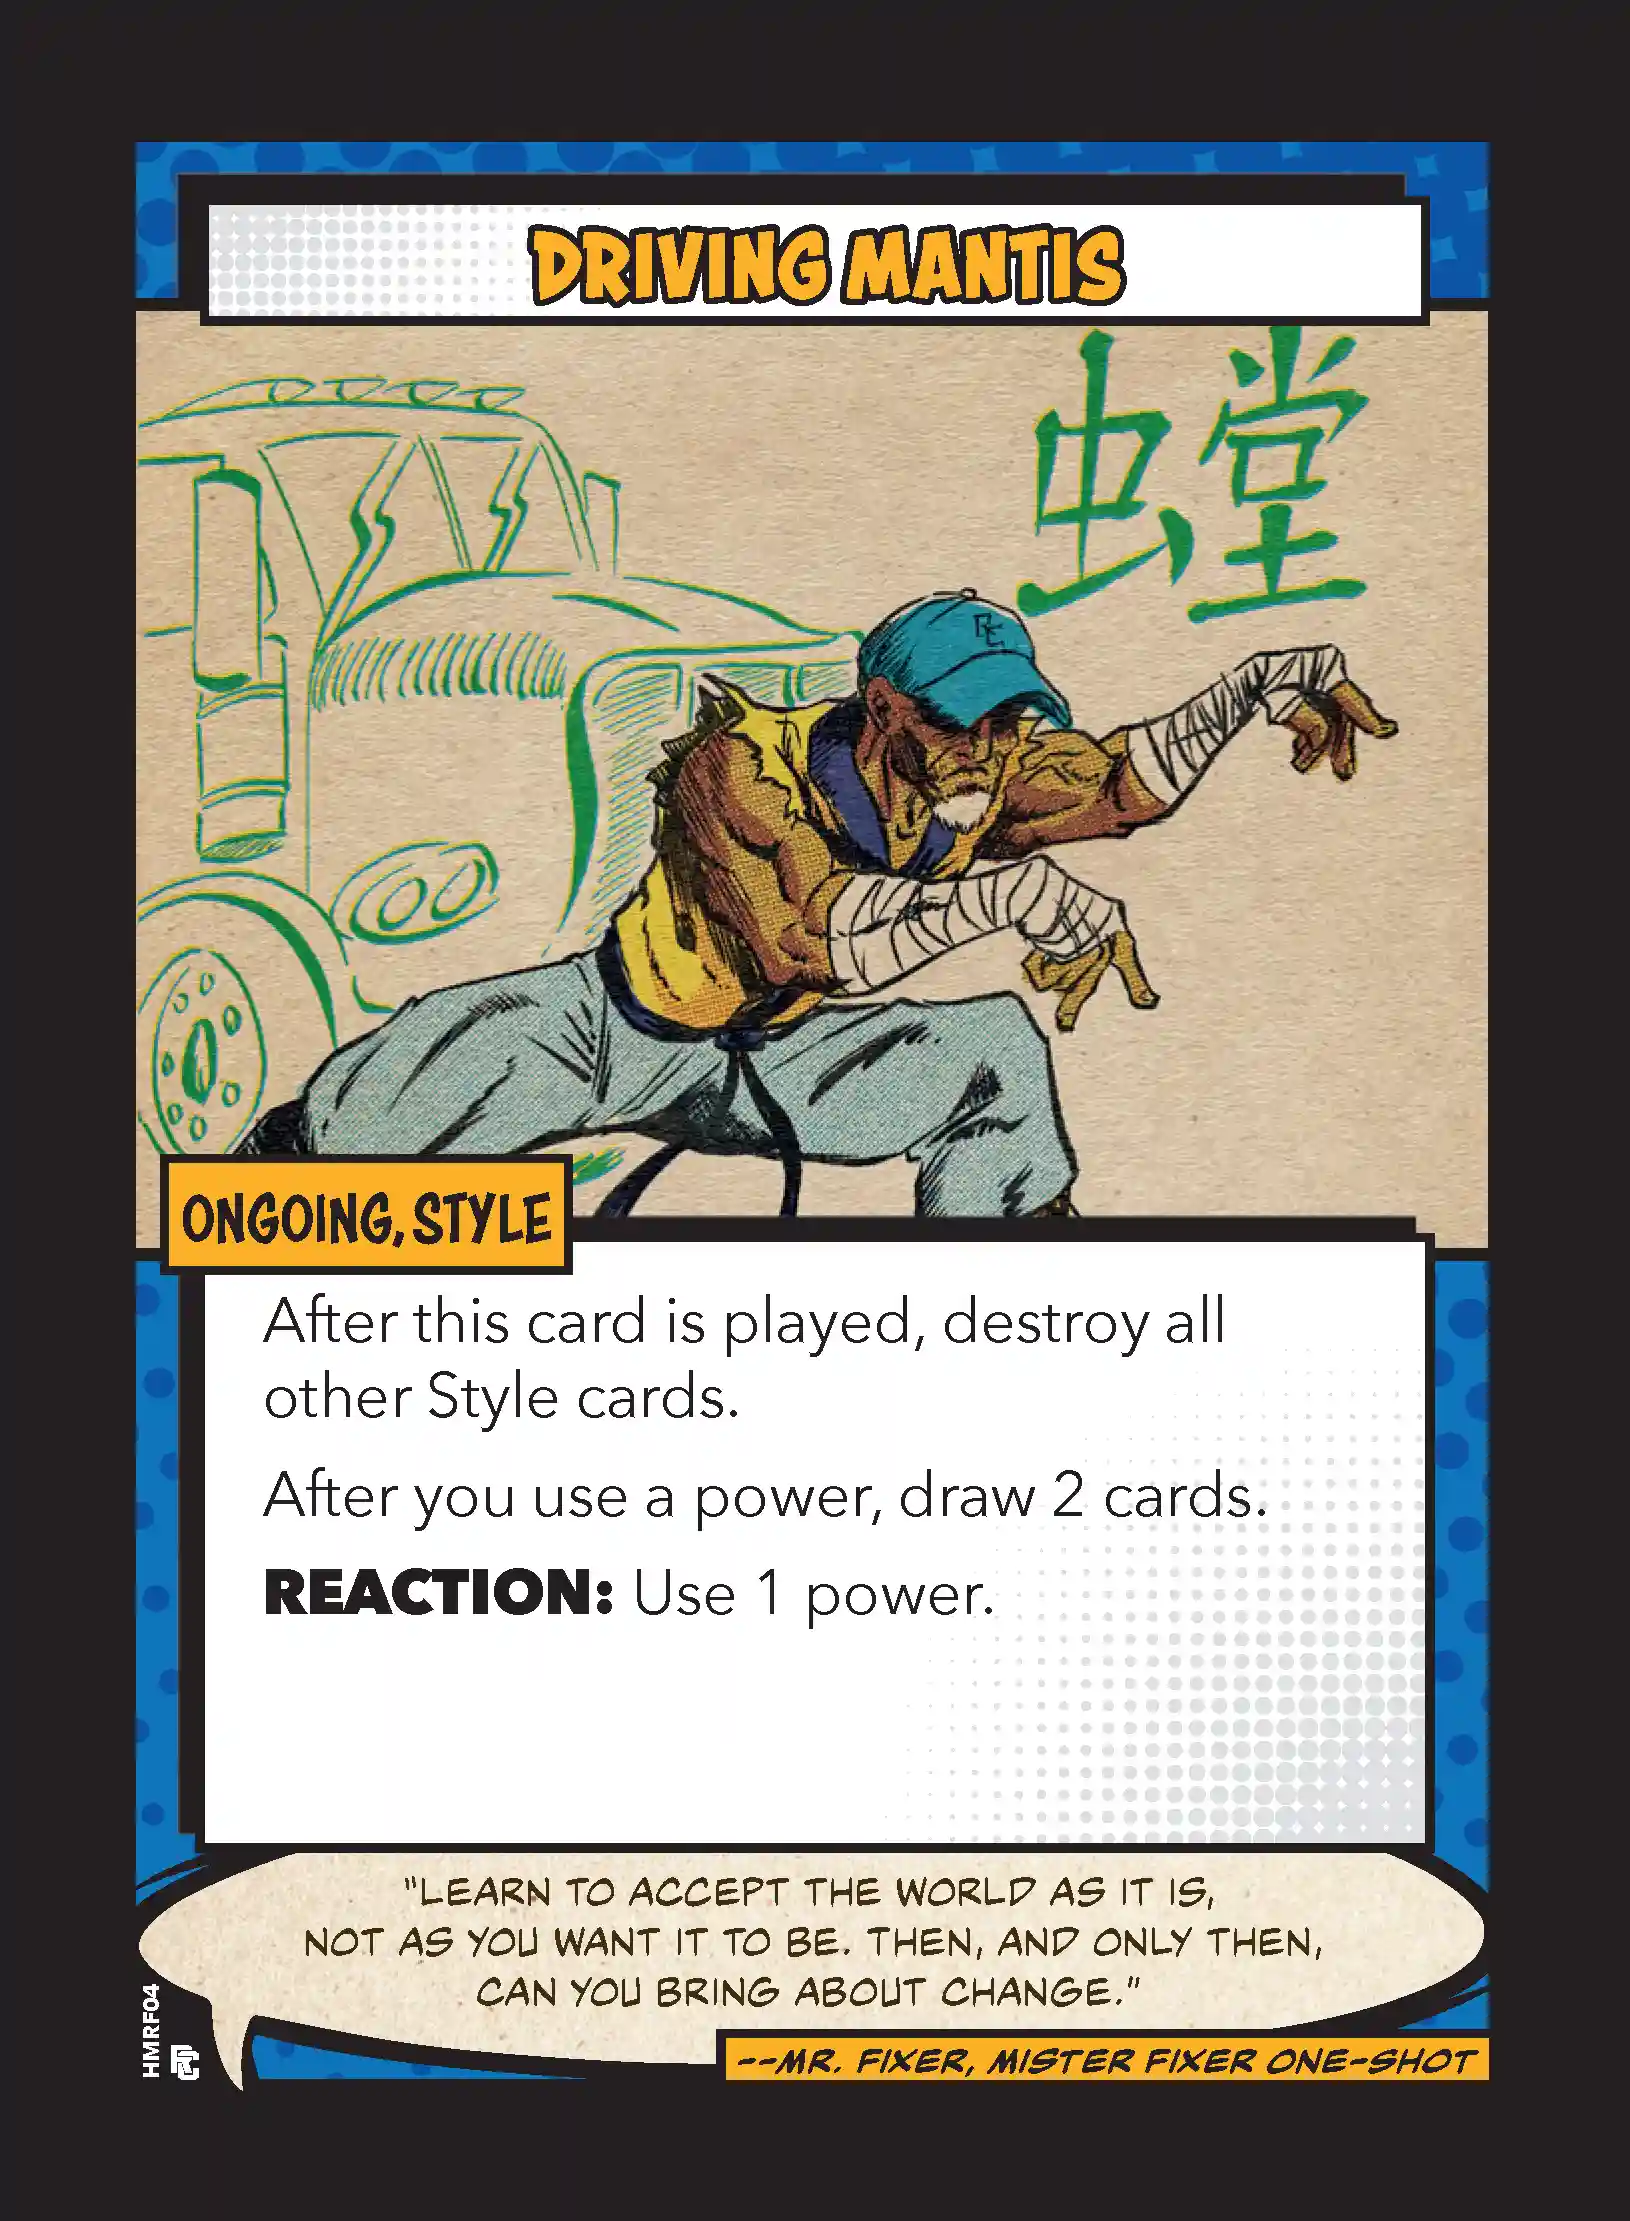 DRIVING MANTIS
螳
RC
ONGOING, STYLE
After this card is played, destroy all
other Style cards.
After you use a power, draw 2 cards.
REACTION: Use 1 power.
"LEARN TO ACCEPT THE WORLD AS IT IS,
NOT AS YOU WANT IT TO BE. THEN, AND ONLY THEN,
CAN YOU BRING ABOUT CHANGE."
--MR. FIXER, MISTER FIXER ONE-SHOT
HMRF04